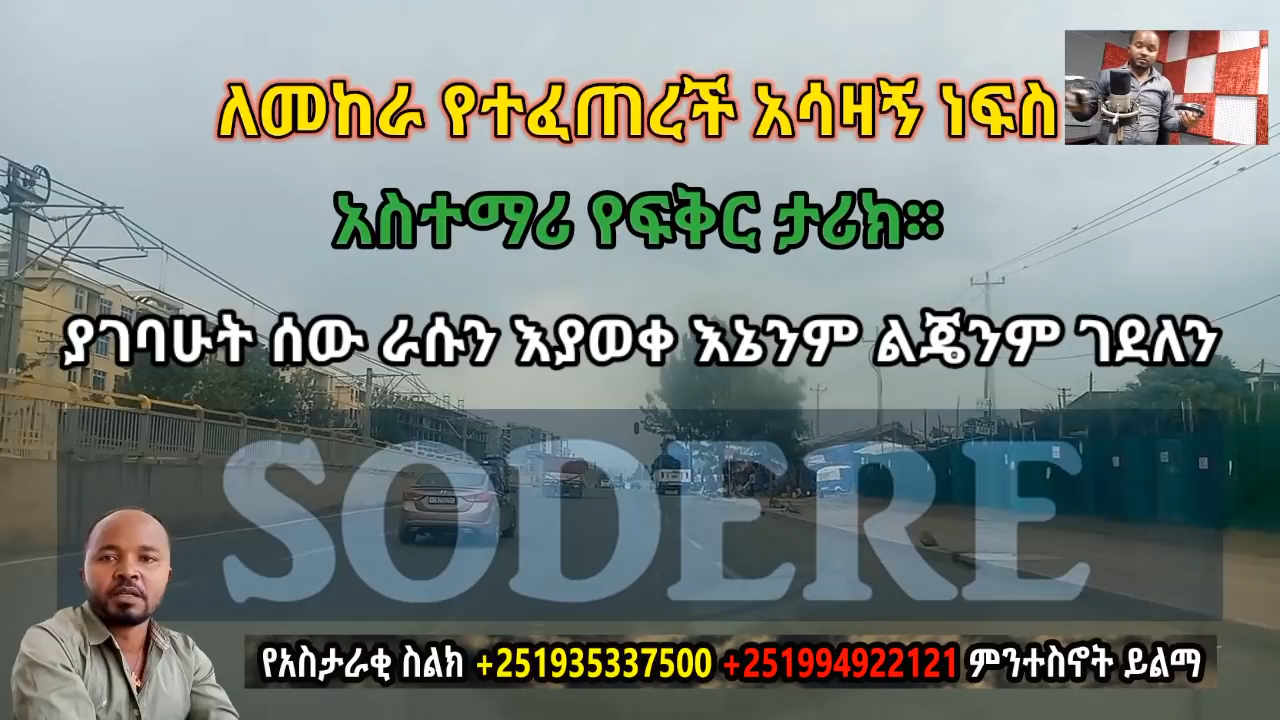 ለመከራ የተፈጠረች አሳዛኝ ነፍስ
አስተማሪ የፍቅር ታሪክ።
ያገባሁት ሰው ራሱን እያወቀ እኔንም ልጄንም ገደለን
SODERE
የአስታራቂ ስልክ +251935337500 +251994922121 ምንተስኖት ይልማ